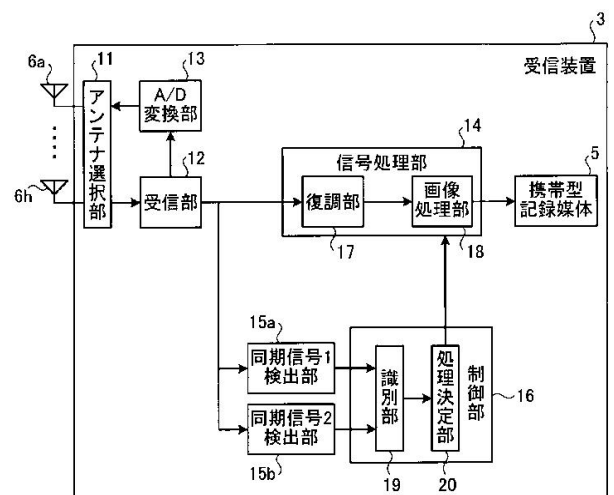 3
受信装置
6a
11
13
アンテナ選択部
A/D
変換部
12
受信部
6h
14
信号処理部
復調部
17
画像
処理部
18
5
携帯型
記録媒体
15a
同期信号1
検出部
同期信号2
検出部
15b
識別部
19
処理決定部
20
制御部
16